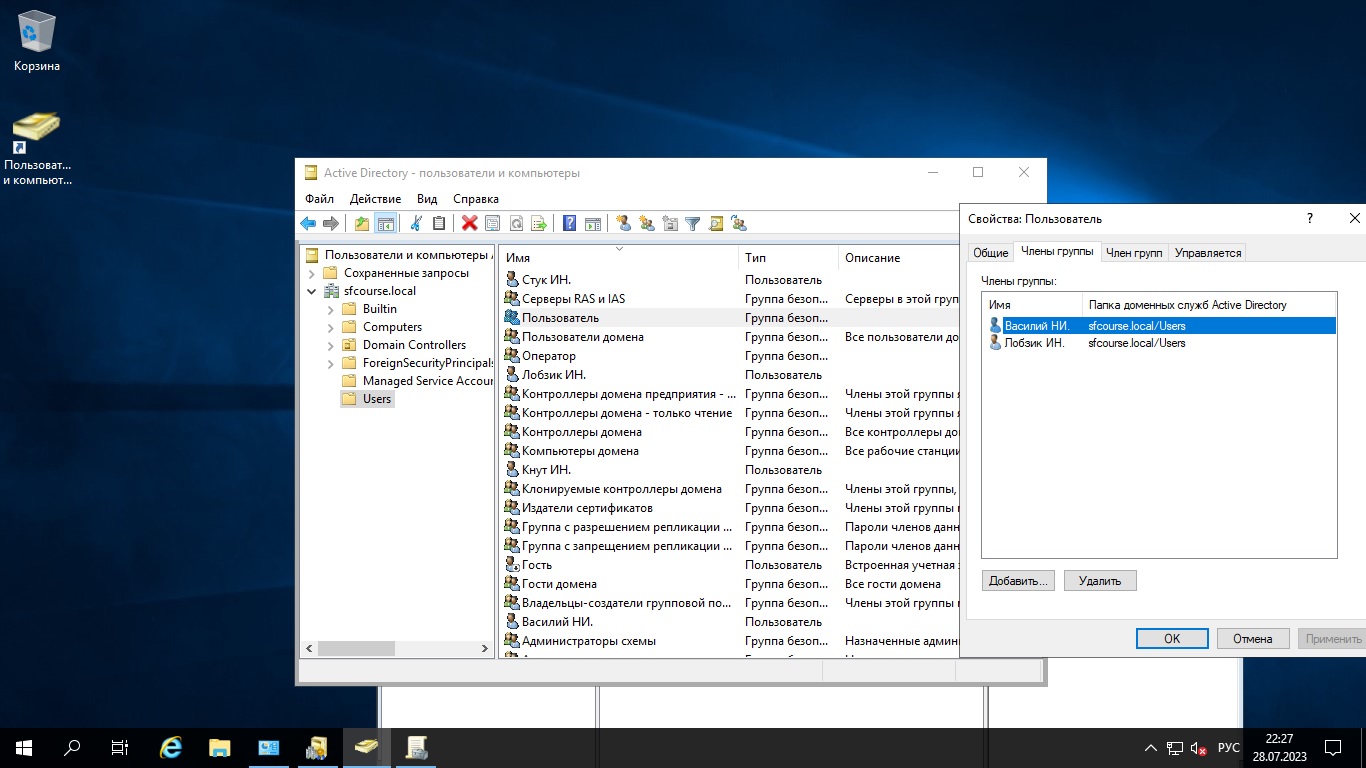 Корзина
Пользоват...
и компьют...
Active Directory - пользователи и компьютеры
Файл Действие Вид Справка
Пользователи и компьютеры
Сохраненные запросы
sfcourse.local
Builtin
Computers
Domain Controllers
ForeignSecurityPrincipals
Managed Service Accour
Users
Имя Тип Описание
Стук ИН. Пользователь
Серверы RAS и IAS Группа безоп... Серверы в этой груп
Пользователь Группа безоп...
Пользователи домена Группа безоп... Все пользователи до
Оператор Группа безоп...
Лобзик ИН. Пользователь
Контроллеры домена предприятия - ... Группа безоп... Члены этой группы
Контроллеры домена - только чтение Группа безоп... Члены этой группы
Контроллеры домена Группа безоп... Все контроллеры до
Компьютеры домена Группа безоп... Все рабочие станции
Кнут ИН. Пользователь
Клонируемые контроллеры домена Группа безоп... Члены этой группы,
Издатели сертификатов Группа безоп... Члены этой группы
Группа с разрешением репликации ... Группа безоп... Пароли членов данн
Группа с запрещением репликации ... Группа безоп... Пароли членов данн
Гость Пользователь Встроенная учетная
Гости домена Группа безоп... Все гости домена
Владельцы-создатели групповой по... Группа безоп... Члены этой группы
Василий НИ. Пользователь
Администраторы схемы Группа безоп... Назначенные админи
Свойства: Пользователь
Общие Члены группы Член групп Управляется
Члены группы:
Имя Папка доменных служб Active Directory
Василий НИ. sfcourse.local/Users
Лобзик ИН. sfcourse.local/Users
Добавить... Удалить
OK Отмена Применить
РУС
22:27
28.07.2023